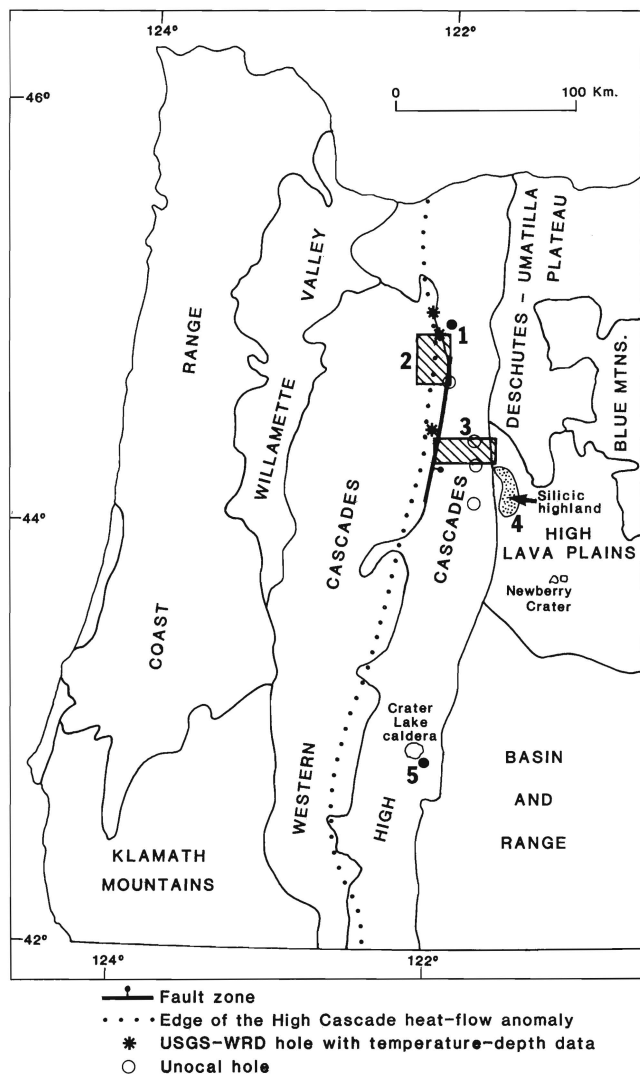 124°
122°
46°
0 100 Km.
DESCHUTES - UMATILLA
PLATEAU
VALLEY
RANGE
1
2
BLUE MTNS.
WILLAMETTE
3
CASCADES
CASCADES
Silicic
highland
44°
4
HIGH
LAVA PLAINS
Newberry
Crater
COAST
Crater
Lake
caldera
5
WESTERN
HIGH
BASIN
AND
RANGE
KLAMATH
MOUNTAINS
42°
124°
122°
Fault zone
Edge of the High Cascade heat-flow anomaly
USGS-WRD hole with temperature-depth data
Unocal hole